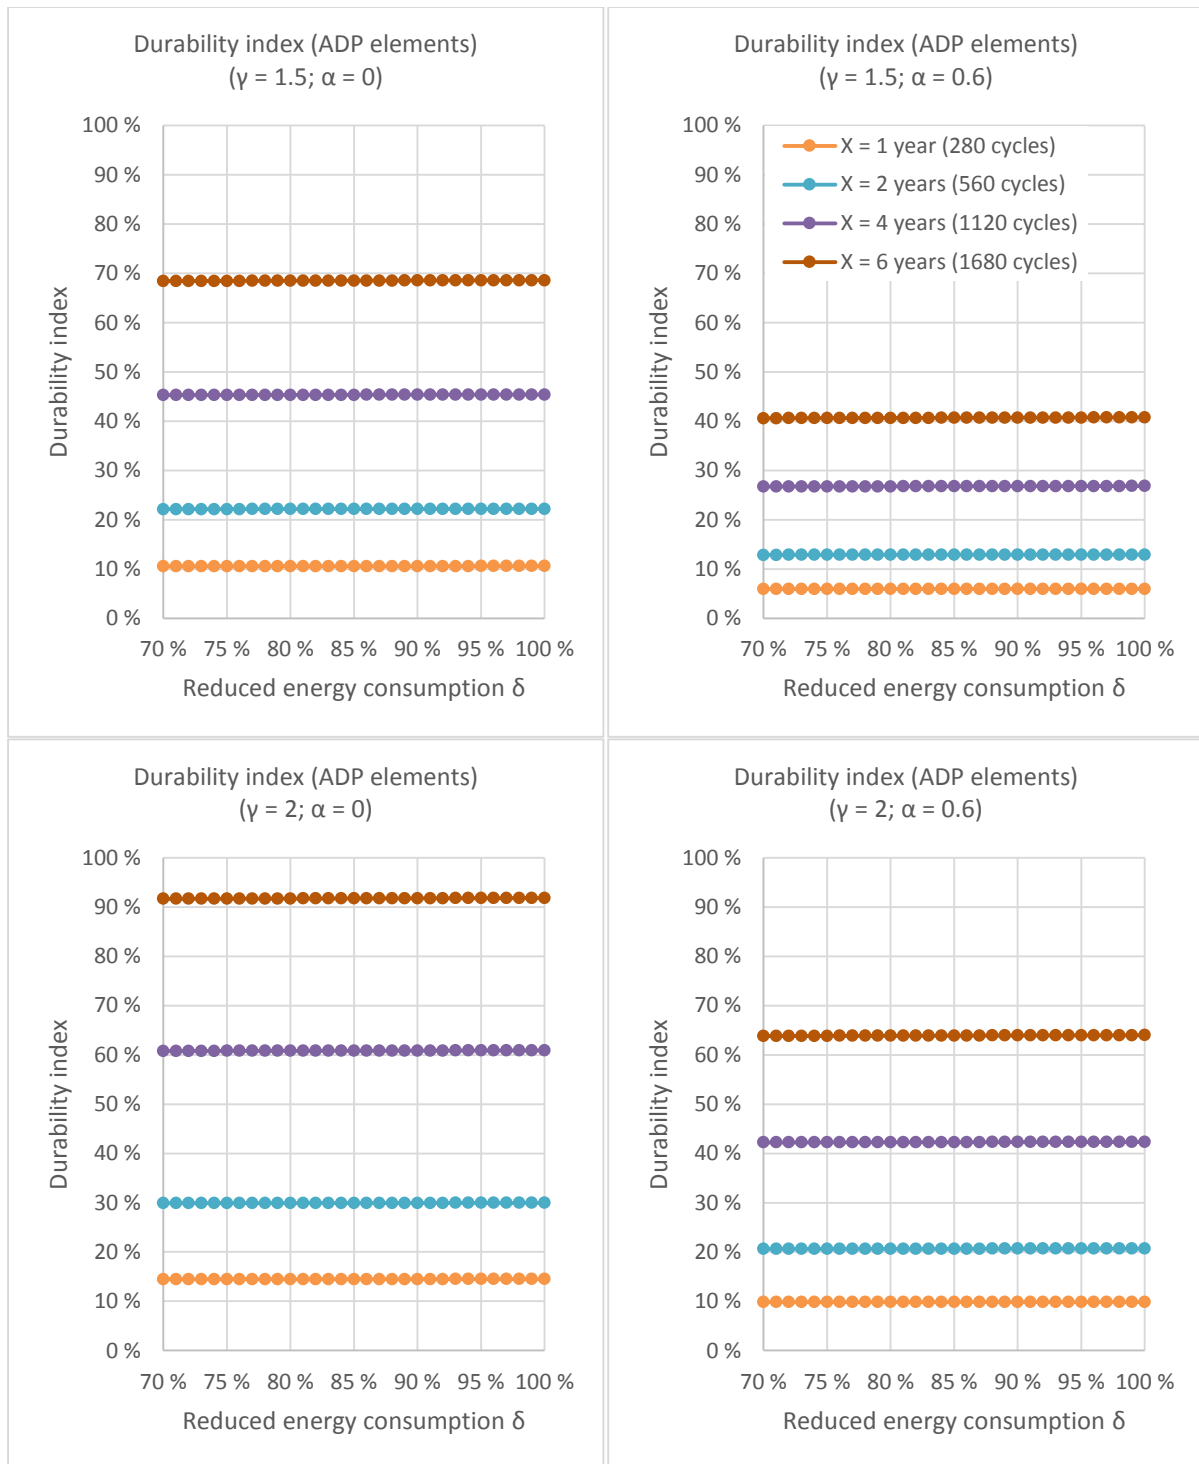 Durability index (ADP elements)
(γ = 1.5; α = 0)
100 %
90 %
80 %
70 %
60 %
50 %
40 %
30 %
20 %
10 %
0 %
Durability index
70 % 75 % 80 % 85 % 90 % 95 % 100 %
Reduced energy consumption δ
Durability index (ADP elements)
(γ = 1.5; α = 0.6)
100 %
90 %
80 %
70 %
60 %
50 %
40 %
30 %
20 %
10 %
0 %
Durability index
X = 1 year (280 cycles)
X = 2 years (560 cycles)
X = 4 years (1120 cycles)
X = 6 years (1680 cycles)
70 % 75 % 80 % 85 % 90 % 95 % 100 %
Reduced energy consumption δ
Durability index (ADP elements)
(γ = 2; α = 0)
100 %
90 %
80 %
70 %
60 %
50 %
40 %
30 %
20 %
10 %
0 %
Durability index
70 % 75 % 80 % 85 % 90 % 95 % 100 %
Reduced energy consumption δ
Durability index (ADP elements)
(γ = 2; α = 0.6)
100 %
90 %
80 %
70 %
60 %
50 %
40 %
30 %
20 %
10 %
0 %
Durability index
70 % 75 % 80 % 85 % 90 % 95 % 100 %
Reduced energy consumption δ